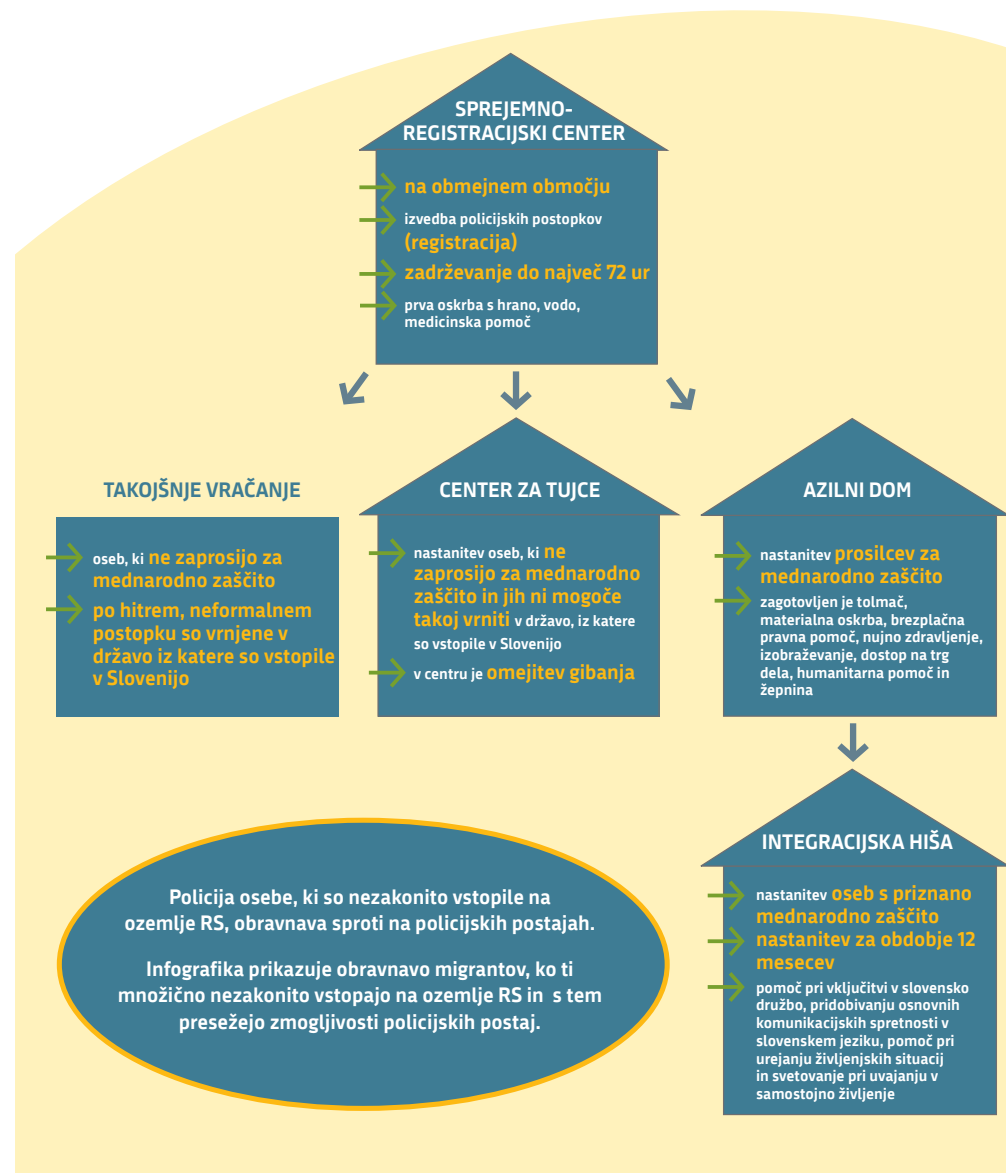 SPREJEMNO-
REGISTRACIJSKI CENTER
na obmejnem območju
izvedba policijskih postopkov
(registracija)
zadrževanje do največ 72 ur
prva oskrba s hrano, vodo,
medicinska pomoč
TAKOJŠNJE VRAČANJE
oseb, ki ne zaprosijo za
mednarodno zaščito
po hitrem, neformalnem
postopku so vrnjene v
državo iz katere so vstopile
v Slovenijo
CENTER ZA TUJCE
nastanitev oseb, ki ne
zaprosijo za mednarodno
zaščito in jih ni mogoče
takoj vrniti v državo, iz katere
so vstopile v Slovenijo
v centru je omejitev gibanja
AZILNI DOM
nastanitev prosilcev za
mednarodno zaščito
zagotovljen je tolmač,
materialna oskrba, brezplačna
pravna pomoč, nujno zdravljenje,
izobraževanje, dostop na trg
dela, humanitarna pomoč in
žepnina
INTEGRACIJSKA HIŠA
nastanitev oseb s priznano
mednarodno zaščito
nastanitev za obdobje 12
mesecev
pomoč pri vključitvi v slovensko
družbo, pridobivanju osnovnih
komunikacijskih spretnosti v
slovenskem jeziku, pomoč pri
urejanju življenjskih situacij
in svetovanje pri uvajanju v
samostojno življenje
Policija osebe, ki so nezakonito vstopile na
ozemlje RS, obravnava sproti na policijskih postajah.
Infografika prikazuje obravnavo migrantov, ko ti
množično nezakonito vstopajo na ozemlje RS in s tem
presežejo zmogljivosti policijskih postaj.